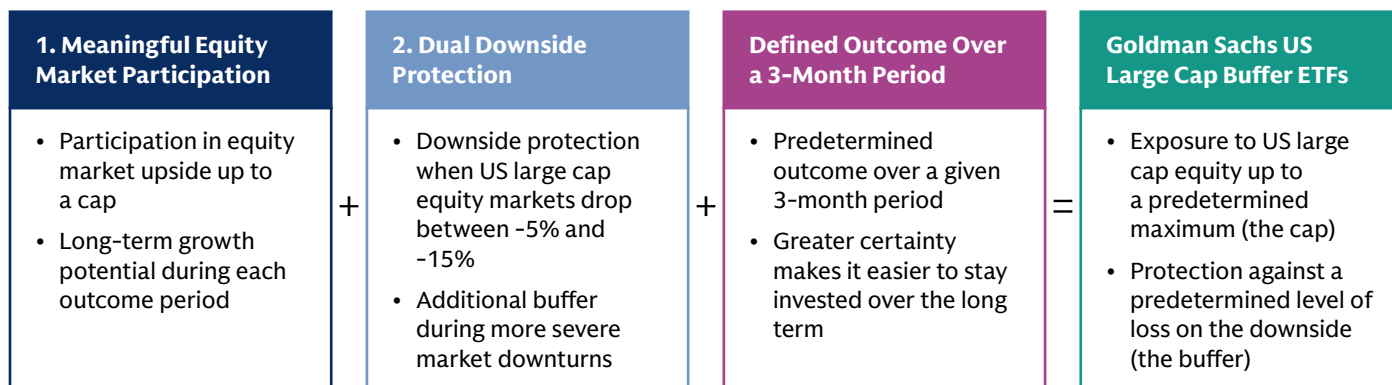 1. Meaningful Equity
Market Participation
• Participation in equity
market upside up to
a cap
• Long-term growth
potential during each
outcome period
+
2. Dual Downside
Protection
• Downside protection
when US large cap
equity markets drop
between -5% and
-15%
• Additional buffer
during more severe
market downturns
+
Defined Outcome Over
a 3-Month Period
• Predetermined
outcome over a given
3-month period
• Greater certainty
makes it easier to stay
invested over the long
term
=
Goldman Sachs US
Large Cap Buffer ETFs
• Exposure to US large
cap equity up to
a predetermined
maximum (the cap)
• Protection against a
predetermined level of
loss on the downside
(the buffer)